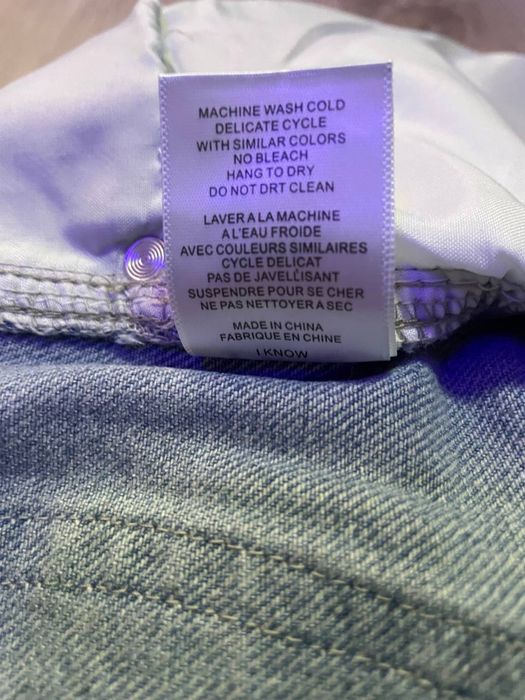 MACHINE WASH COLD
DELICATE CYCLE
WITH SIMILAR COLORS
NO BLEACH
HANG TO DRY
DO NOT DRT CLEAN
LAVER A LA MACHINE
A L'EAU FROIDE
AVEC COULEURS SIMILAIRES
CYCLE DELICAT
PAS DE JAVELLISANT
SUSPENDRE POUR SE CHER
NE PAS NETTOYER A SEC
MADE IN CHINA
FABRIQUE EN CHINE
I KNOW